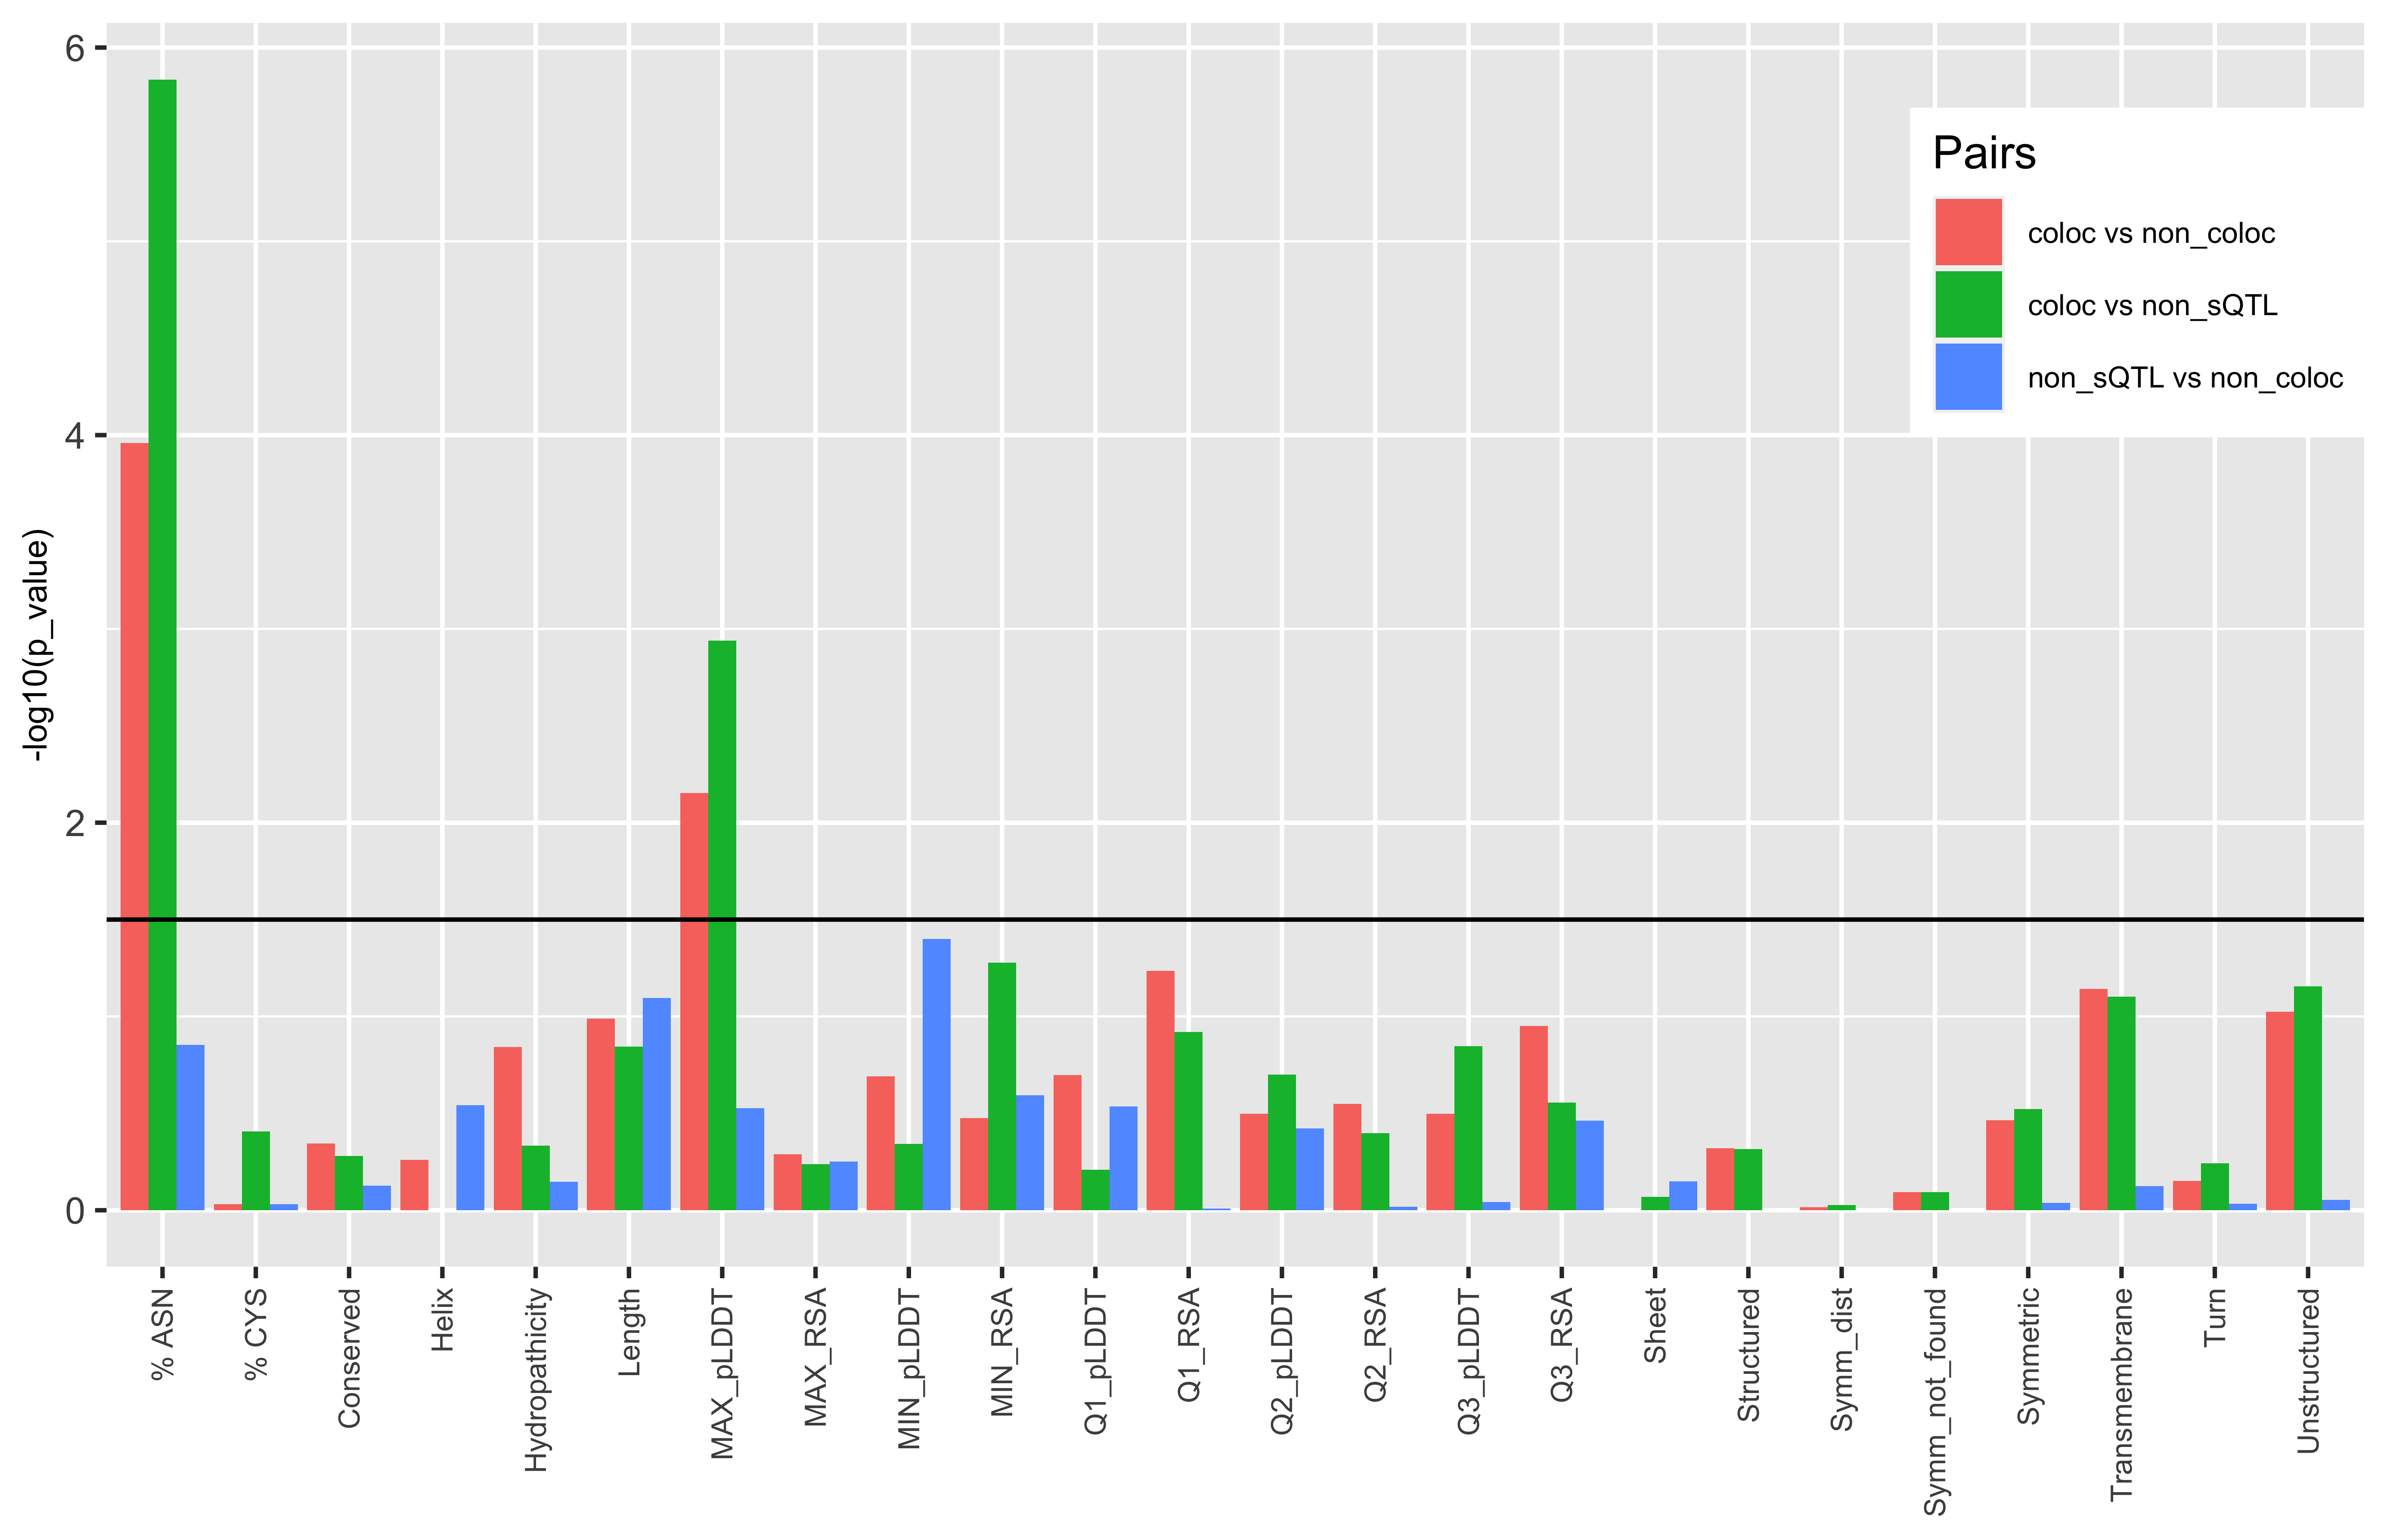 6
4
2
0
-log10(p_value)
Pairs
coloc vs non_coloc
coloc vs non_sQTL
non_sQTL vs non_coloc
% ASN
% CYS
Conserved
Helix
Hydropathicity
Length
MAX_pLDDT
MAX_RSA
MIN_pLDDT
MIN_RSA
Q1_pLDDT
Q1_RSA
Q2_pLDDT
Q2_RSA
Q3_pLDDT
Q3_RSA
Sheet
Structured
Symm_dist
Symm_not_found
Symmetric
Transmembrane
Turn
Unstructured